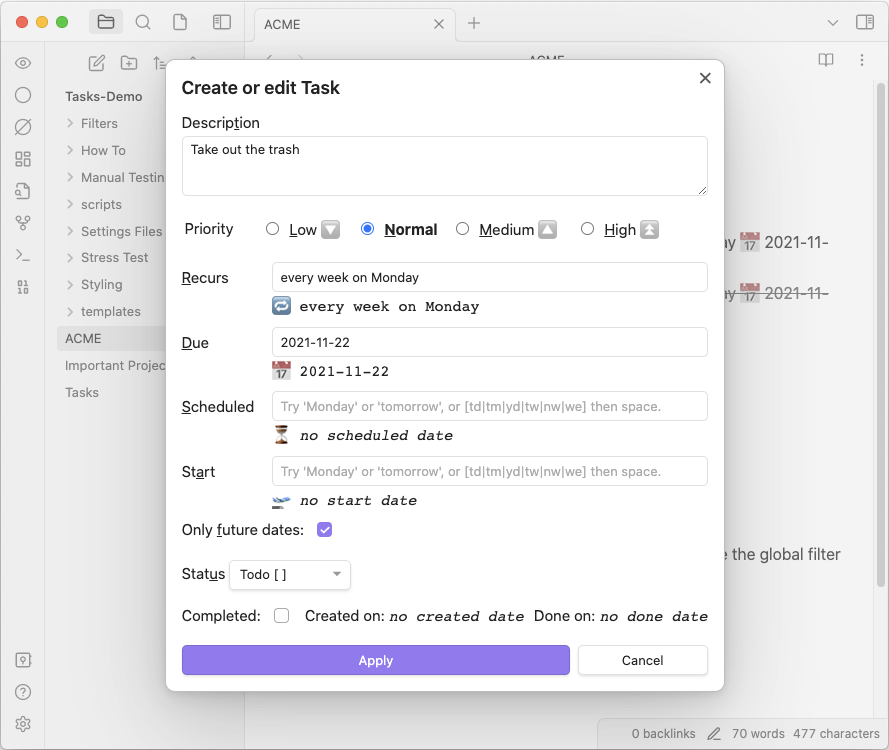 ACME
ACME
Tasks-Demo
Filters
How To
Manual Testin
scripts
Settings Files
Stress Test
Styling
templates
ACME
Important Projec
Tasks
Create or edit Task
Description
Take out the trash
Priority Low Normal Medium High
Recurs every week on Monday
every week on Monday
Due 2021-11-22
17 2021-11-22
Scheduled Try 'Monday' or 'tomorrow', or [td|tm|yd|tw|nw|we] then space.
no scheduled date
Start Try 'Monday' or 'tomorrow', or [td|tm|yd|tw|nw|we] then space.
no start date
Only future dates:
Status Todo [ ]
Completed: Created on: no created date Done on: no done date
Apply Cancel
ay 17 2021-11-
ay 17 2021-11-
e the global filter
0 backlinks 70 words 477 characters